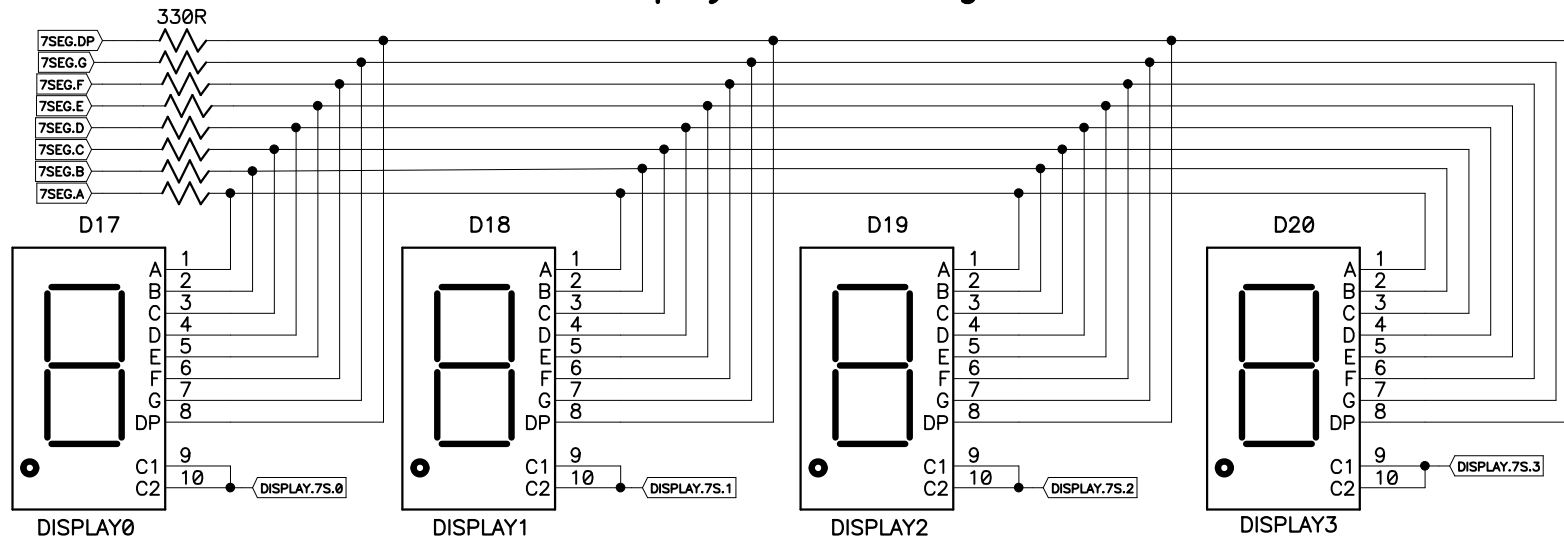 330R
7SEG.DP
7SEG.G
7SEG.F
7SEG.E
7SEG.D
7SEG.C
7SEG.B
7SEG.A
D17 D18 D19 D20
A 1 A 1 A 1 A 1
B 2 B 2 B 2 B 2
C 3 C 3 C 3 C 3
D 4 D 4 D 4 D 4
E 5 E 5 E 5 E 5
F 6 F 6 F 6 F 6
G 7 G 7 G 7 G 7
DP 8 DP 8 DP 8 DP 8
C1 9 C1 9 C1 9 C1 9 DISPLAY.7S.3
C2 10 DISPLAY.7S.0 C2 10 DISPLAY.7S.1 C2 10 DISPLAY.7S.2 C2 10
DISPLAY0 DISPLAY1 DISPLAY2 DISPLAY3